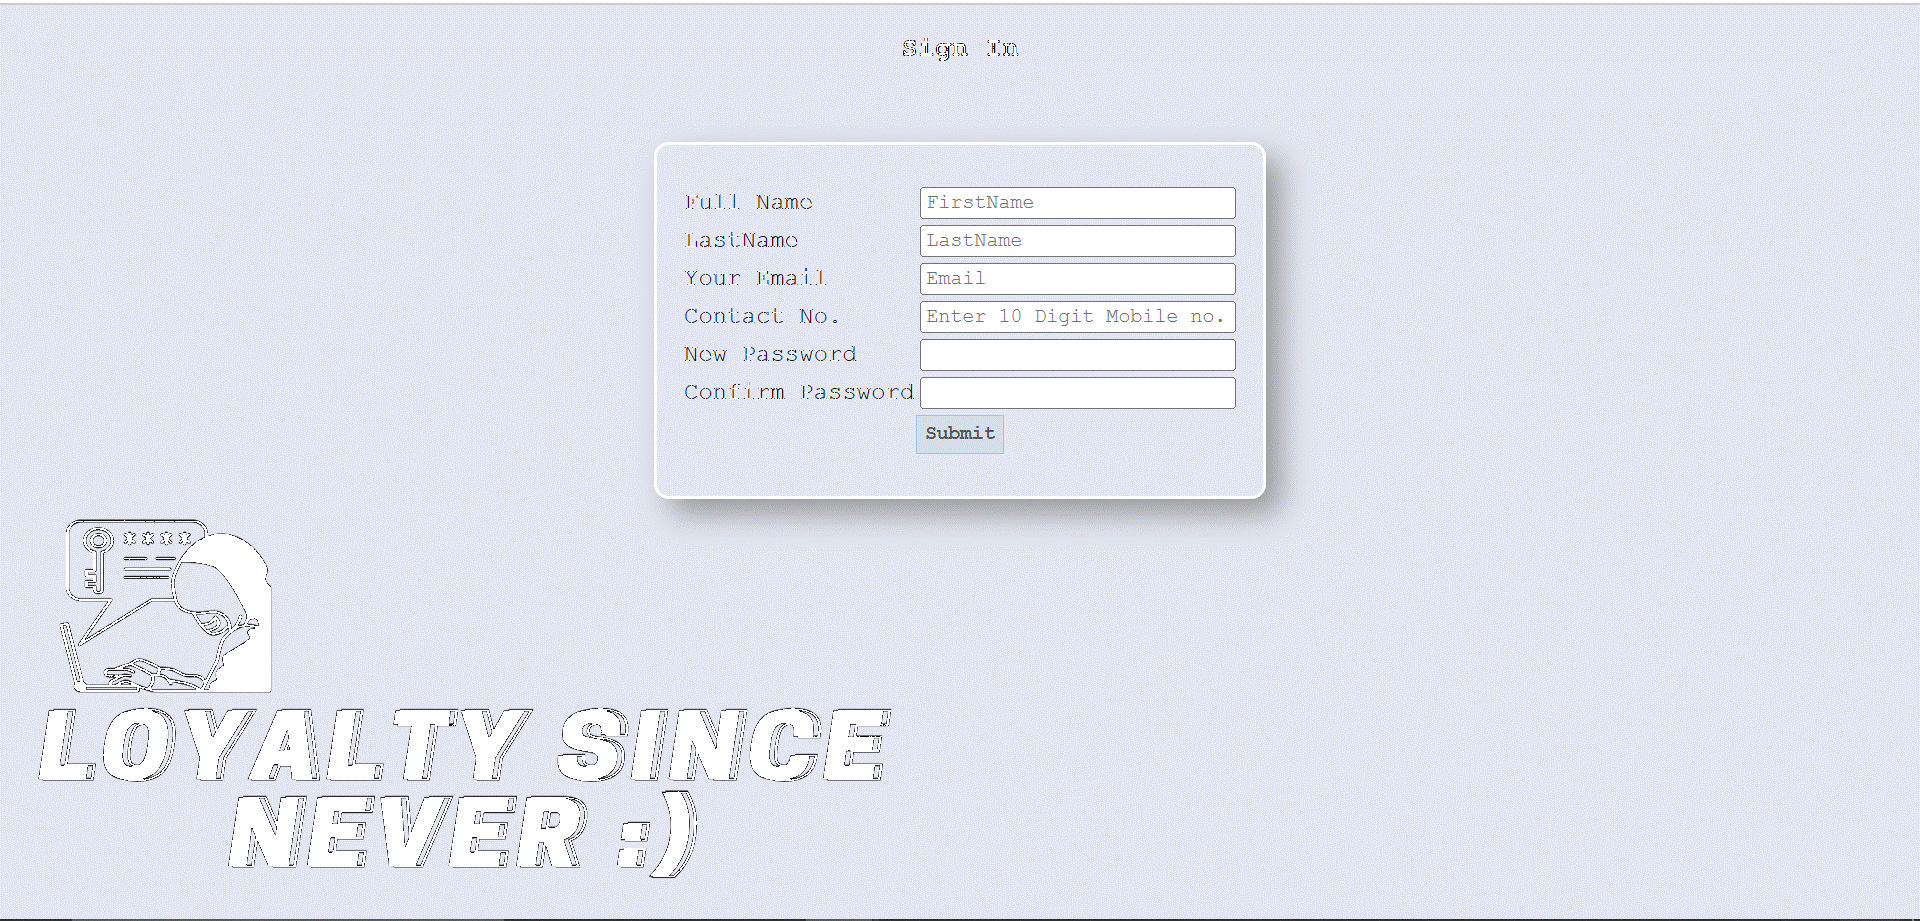 Sign In
Full Name FirstName
LastName LastName
Your Email Email
Contact No. Enter 10 Digit Mobile no.
New Password
Confirm Password
Submit
****
LOYALTY SINCE
NEVER :)